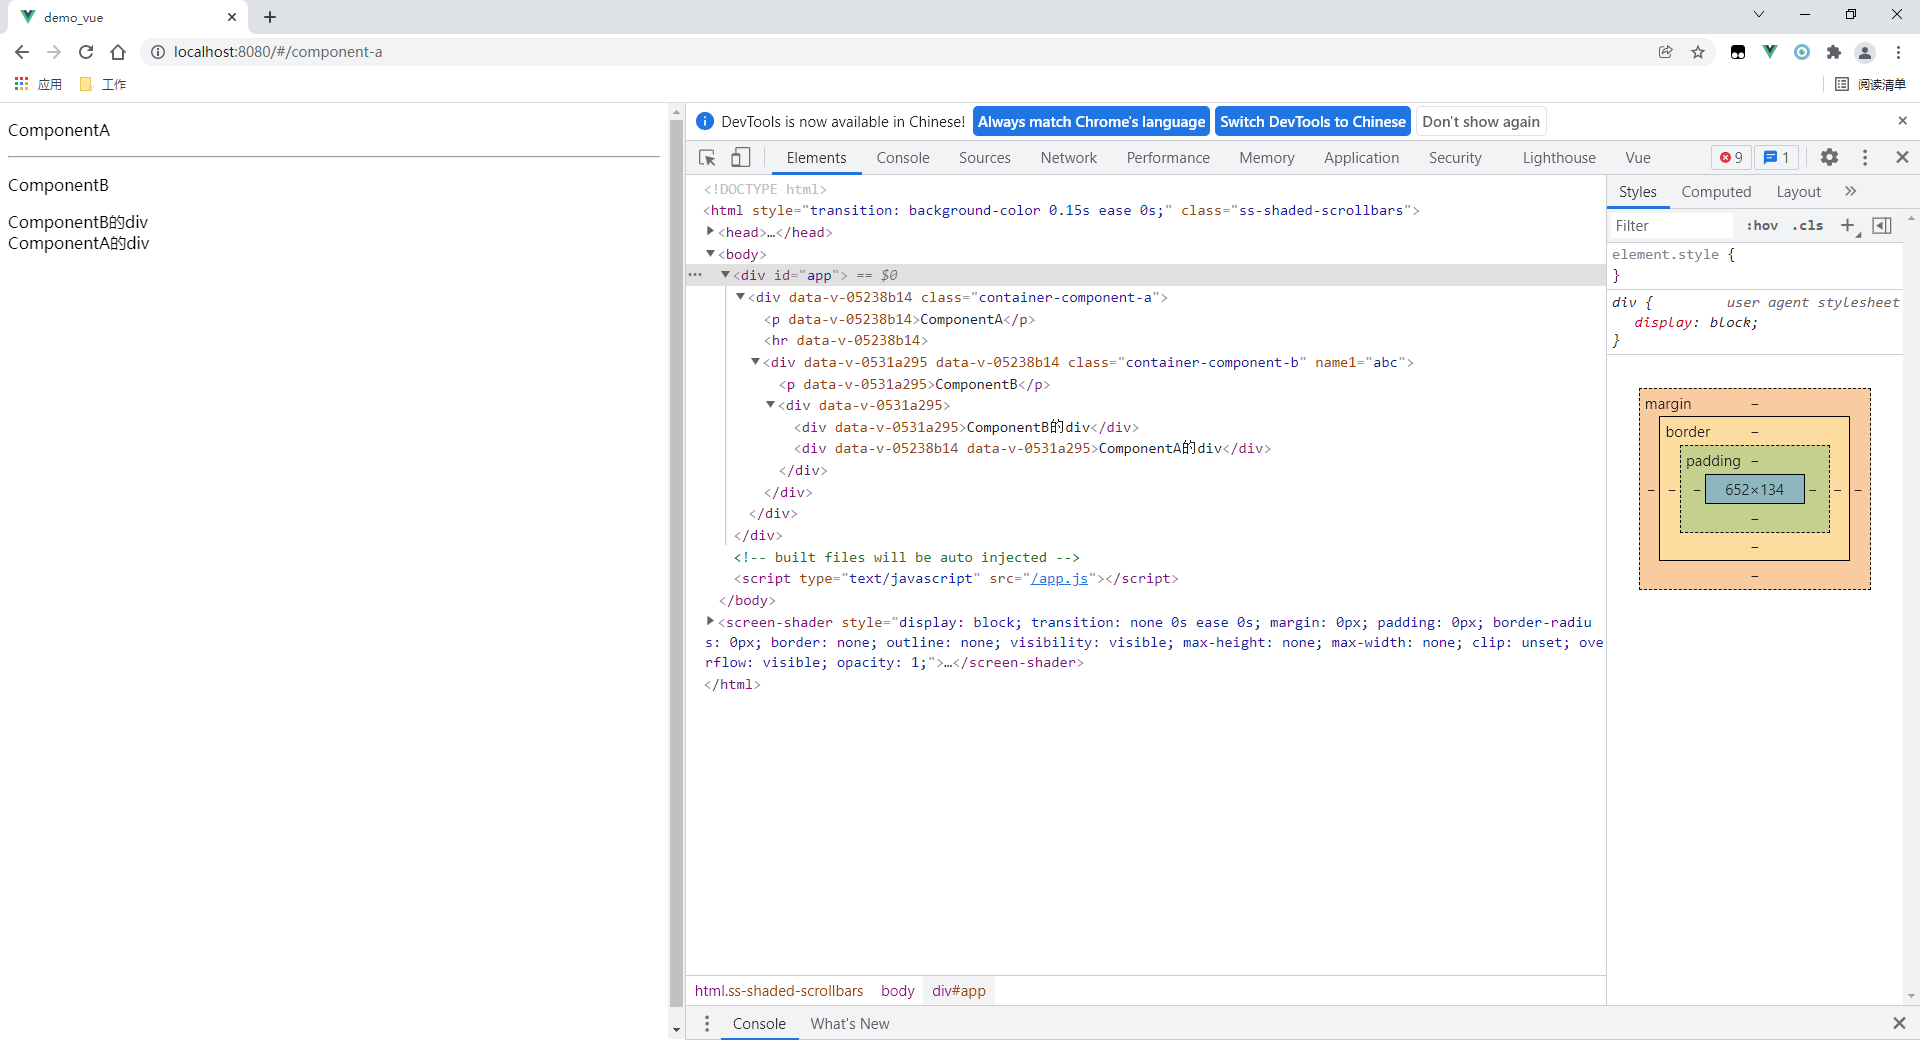 demo_vue
localhost:8080/#/component-a
应用
工作
阅读清单
ComponentA
ComponentB
ComponentB的div
ComponentA的div
DevTools is now available in Chinese!
Always match Chrome's language
Switch DevTools to Chinese
Don't show again
Elements
Console
Sources
Network
Performance
Memory
Application
Security
Lighthouse
Vue
9
1
<!DOCTYPE html>
<html style="transition: background-color 0.15s ease 0s;" class="ss-shaded-scrollbars">
<head>…</head>
<body>
<div id="app"> == $0
<div data-v-05238b14 class="container-component-a">
<p data-v-05238b14>ComponentA</p>
<hr data-v-05238b14>
<div data-v-0531a295 data-v-05238b14 class="container-component-b" name1="abc">
<p data-v-0531a295>ComponentB</p>
<div data-v-0531a295>
<div data-v-0531a295>ComponentB的div</div>
<div data-v-05238b14 data-v-0531a295>ComponentA的div</div>
</div>
</div>
</div>
</div>
<!-- built files will be auto injected -->
<script type="text/javascript" src="/app.js"></script>
</body>
<screen-shader style="display: block; transition: none 0s ease 0s; margin: 0px; padding: 0px; border-radiu
s: 0px; border: none; outline: none; visibility: visible; max-height: none; max-width: none; clip: unset; ove
rflow: visible; opacity: 1;">…</screen-shader>
</html>
html.ss-shaded-scrollbars
body
div#app
Styles
Computed
Layout
Filter
:hov
.cls
element.style {
}
div {
user agent stylesheet
display: block;
}
margin
–
border
–
padding
–
– – – 652×134 – – –
–
–
–
Console
What's New